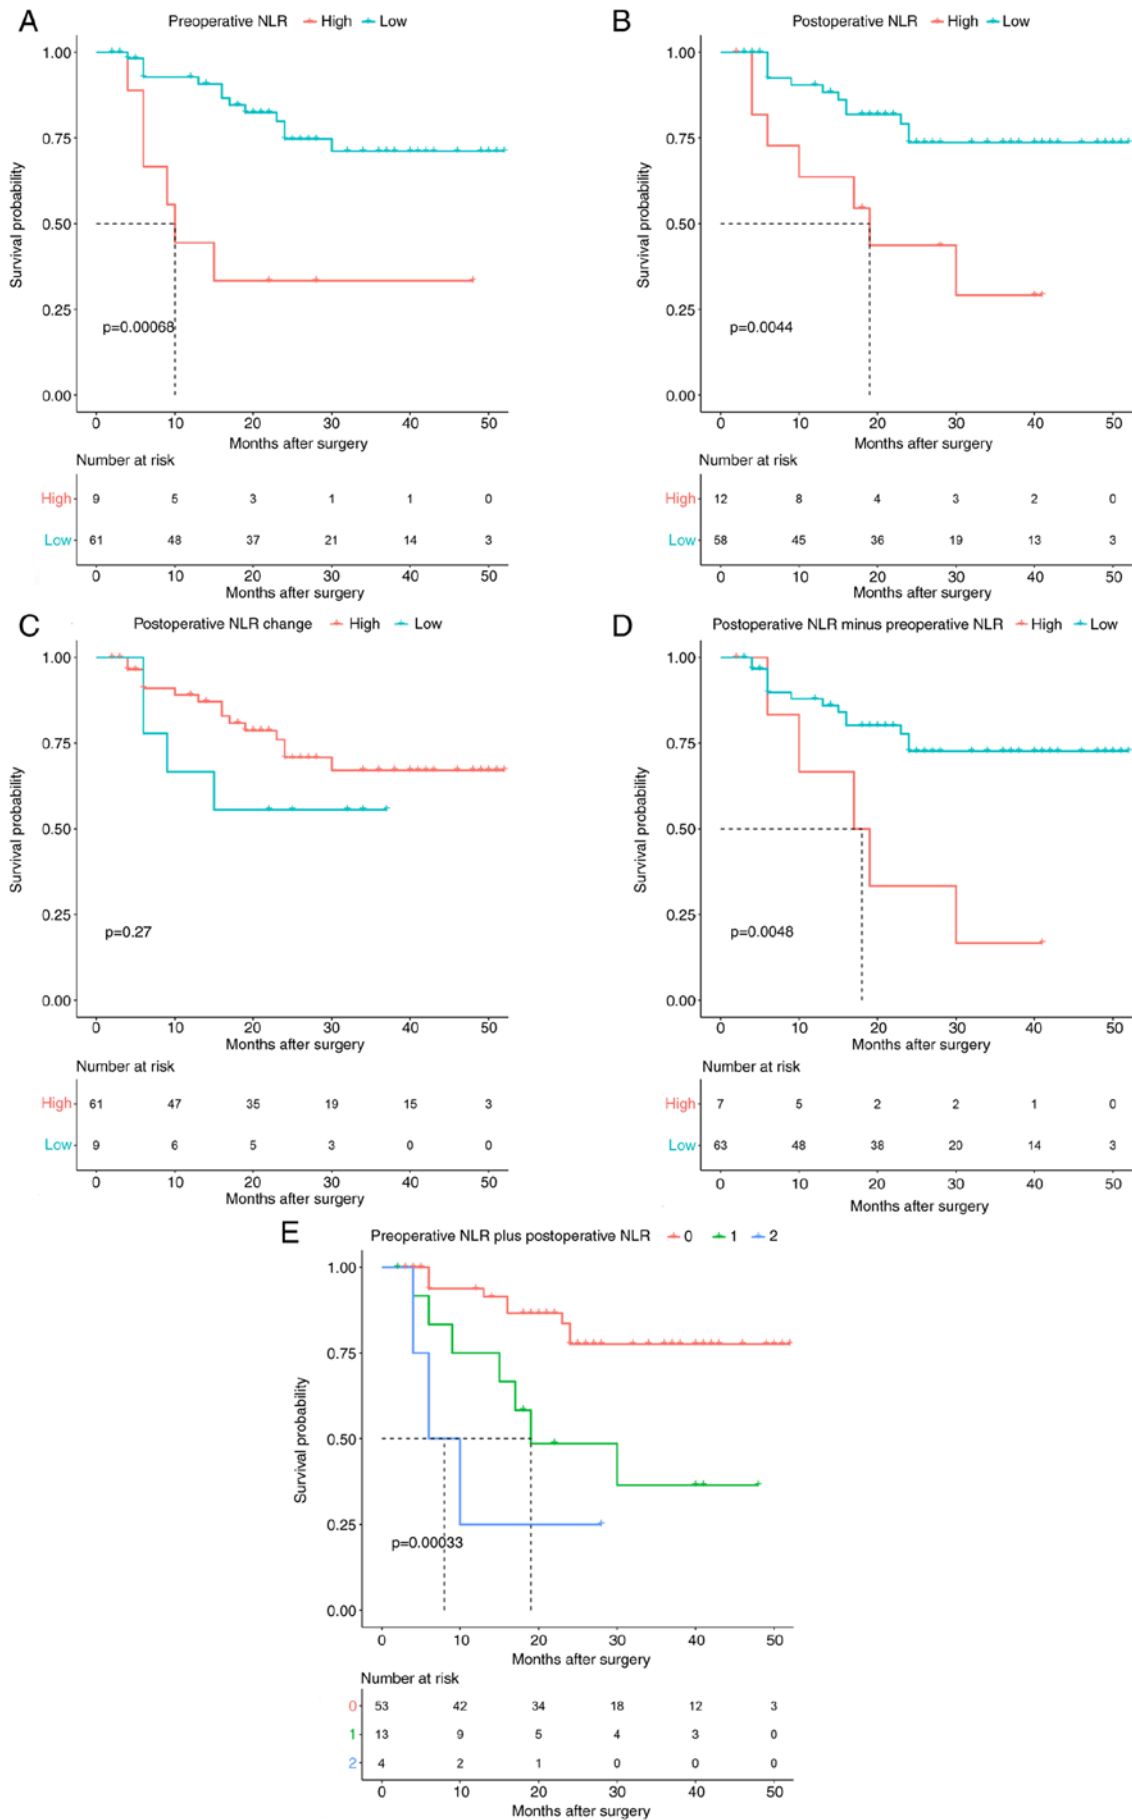 A
Preoperative NLR High Low
1.00
0.75
0.50
0.25
0.00
Survival probability
p=0.00068
0 10 20 30 40 50
Months after surgery
Number at risk
High 9 5 3 1 1 0
Low 61 48 37 21 14 3
0 10 20 30 40 50
Months after surgery
B
Postoperative NLR High Low
1.00
0.75
0.50
0.25
0.00
Survival probability
p=0.0044
0 10 20 30 40 50
Months after surgery
Number at risk
High 12 8 4 3 2 0
Low 58 45 36 19 13 3
0 10 20 30 40 50
Months after surgery
C
Postoperative NLR change High Low
1.00
0.75
0.50
0.25
0.00
Survival probability
p=0.27
0 10 20 30 40 50
Months after surgery
Number at risk
High 61 47 35 19 15 3
Low 9 6 5 3 0 0
0 10 20 30 40 50
Months after surgery
D
Postoperative NLR minus preoperative NLR High Low
1.00
0.75
0.50
0.25
0.00
Survival probability
p=0.0048
0 10 20 30 40 50
Months after surgery
Number at risk
High 7 5 2 2 1 0
Low 63 48 38 20 14 3
0 10 20 30 40 50
Months after surgery
E
Preoperative NLR plus postoperative NLR 0 1 2
1.00
0.75
0.50
0.25
0.00
Survival probability
p=0.00033
0 10 20 30 40 50
Months after surgery
Number at risk
0 53 42 34 18 12 3
1 13 9 5 4 3 0
2 4 2 1 0 0 0
0 10 20 30 40 50
Months after surgery